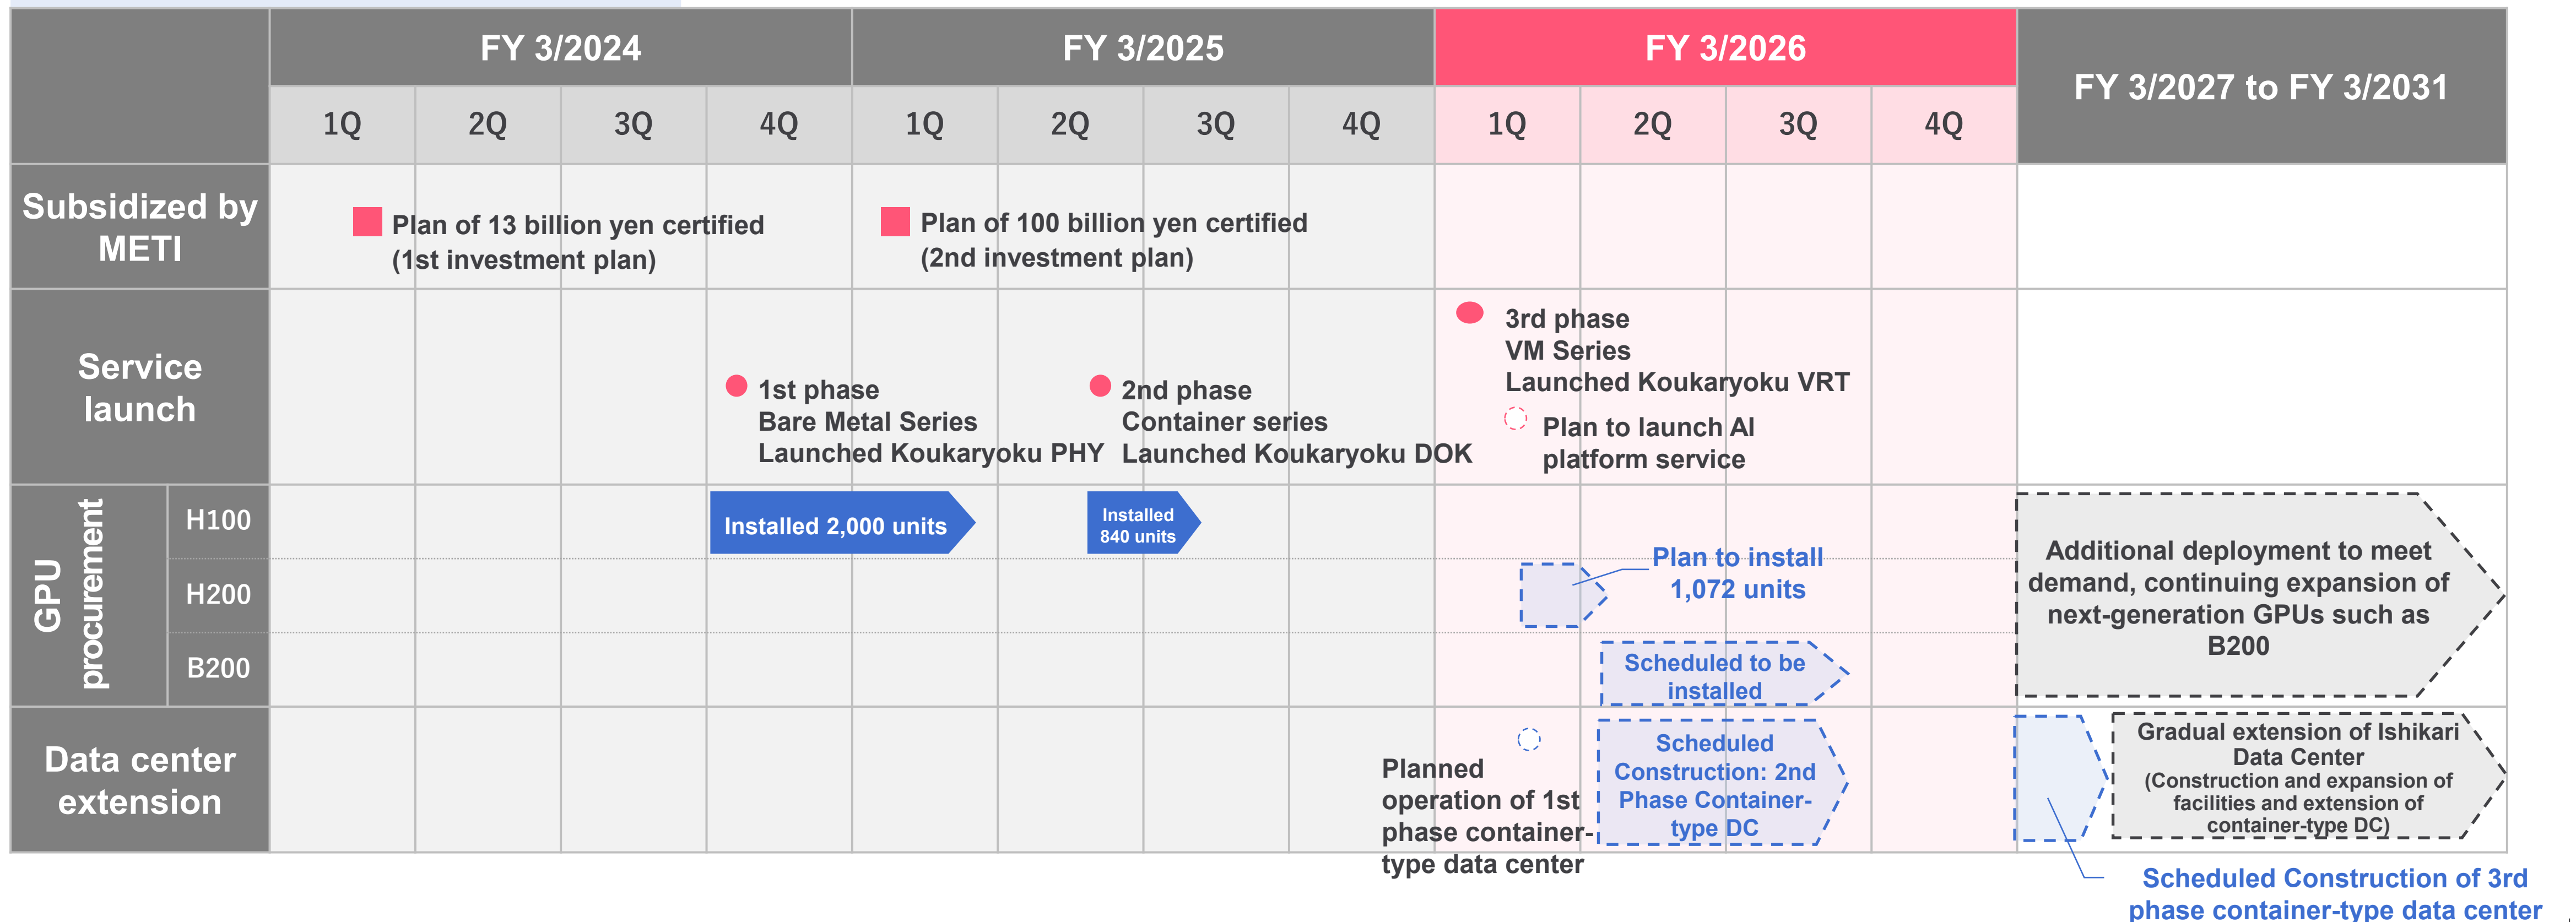 FY 3/2024
FY 3/2025
FY 3/2026
FY 3/2027 to FY 3/2031
1Q
2Q
3Q
4Q
1Q
2Q
3Q
4Q
1Q
2Q
3Q
4Q
Subsidized by
METI
Plan of 13 billion yen certified
(1st investment plan)
Plan of 100 billion yen certified
(2nd investment plan)
Service
launch
1st phase
Bare Metal Series
Launched Koukaryoku PHY
2nd phase
Container series
Launched Koukaryoku DOK
3rd phase
VM Series
Launched Koukaryoku VRT
Plan to launch AI
platform service
GPU
procurement
H100
Installed 2,000 units
Installed
840 units
H200
Plan to install
1,072 units
B200
Scheduled to be
installed
Additional deployment to meet
demand, continuing expansion of
next-generation GPUs such as
B200
Data center
extension
Planned
operation of 1st
phase container-
type data center
Scheduled
Construction: 2nd
Phase Container-
type DC
Gradual extension of Ishikari
Data Center
(Construction and expansion of
facilities and extension of
container-type DC)
Scheduled Construction of 3rd
phase container-type data center